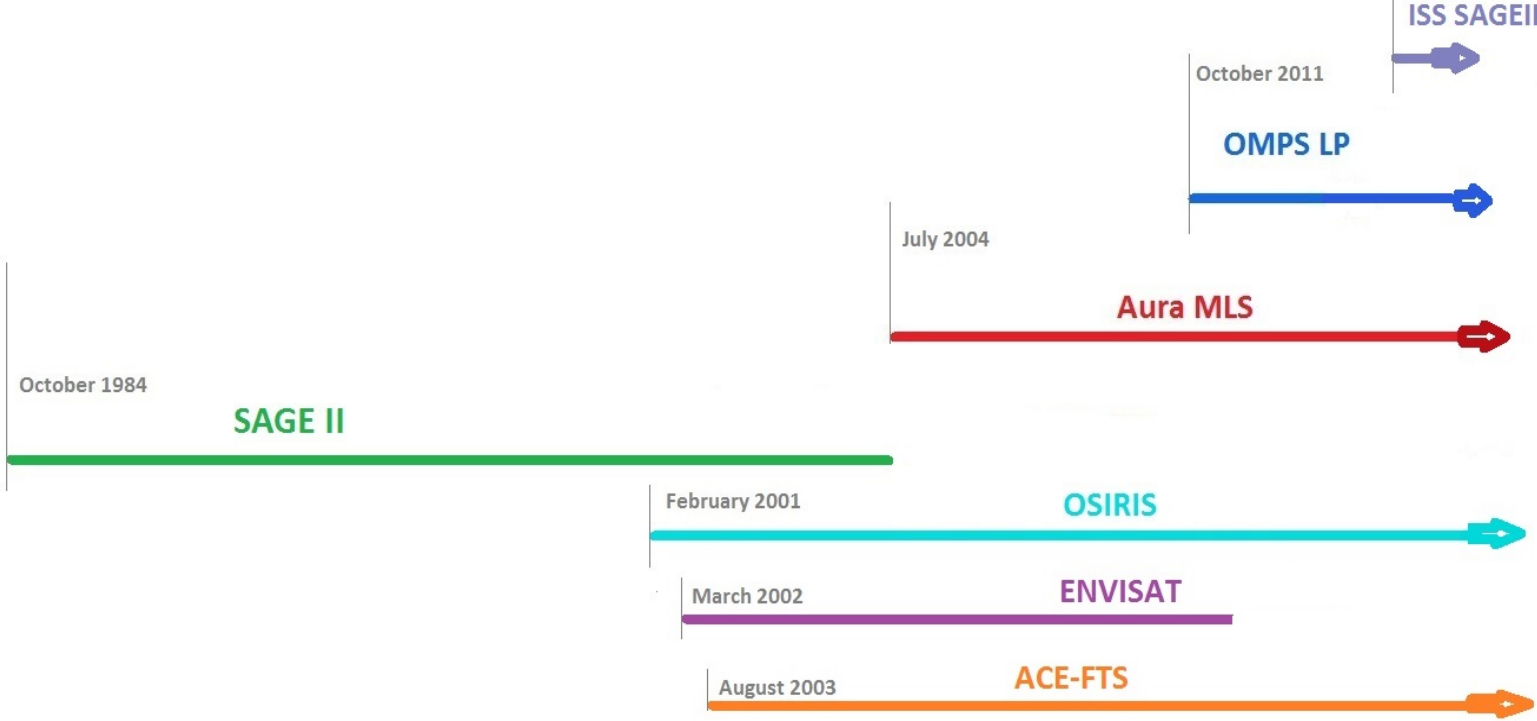 ISS SAGEII
October 2011
OMPS LP
July 2004
Aura MLS
October 1984
SAGE II
February 2001
OSIRIS
March 2002
ENVISAT
August 2003
ACE-FTS